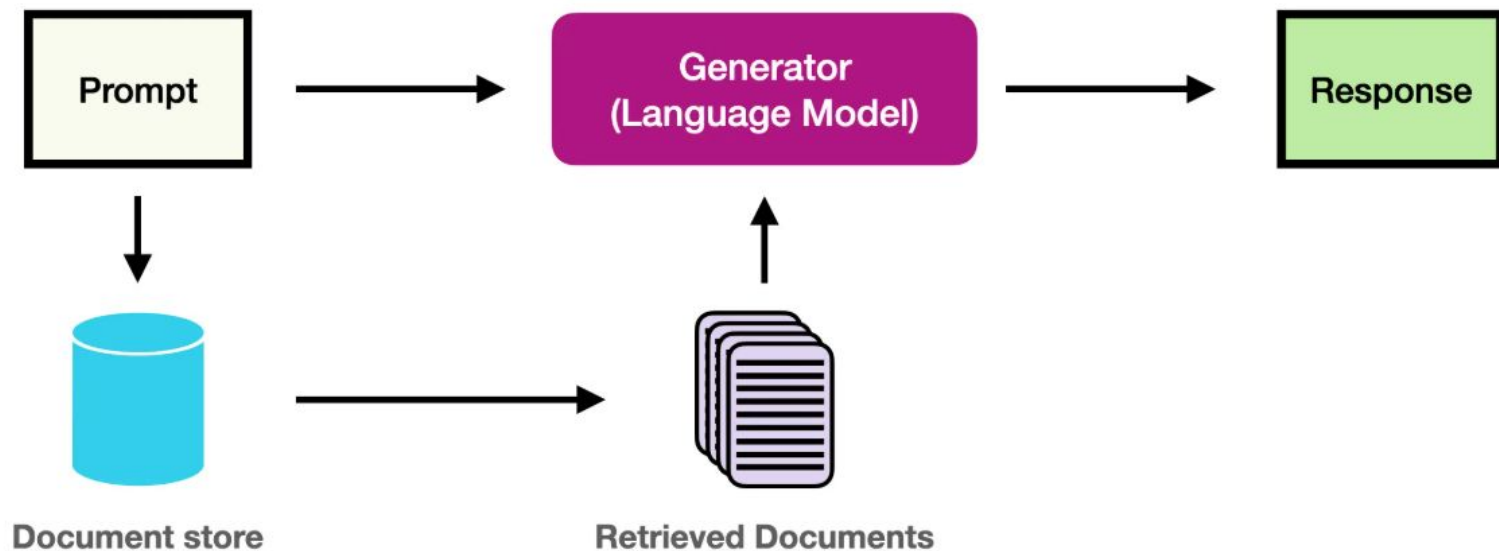 Prompt
Generator
(Language Model)
Response
Document store
Retrieved Documents